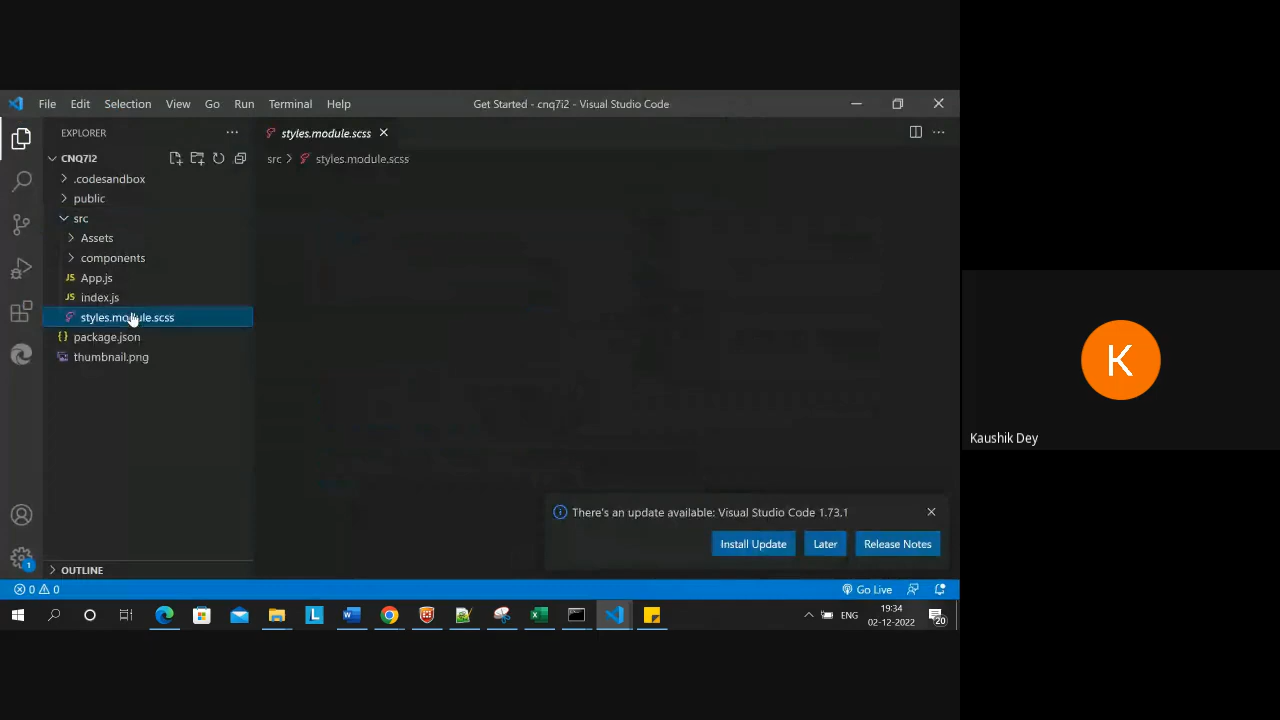 File Edit Selection View Go Run Terminal Help
Get Started - cnq7i2 - Visual Studio Code
EXPLORER
styles.module.scss
CNQ7I2
src
styles.module.scss
.codesandbox
public
src
Assets
components
JS App.js
JS index.js
styles.module.scss
{} package.json
thumbnail.png
K
Kaushik Dey
There's an update available: Visual Studio Code 1.73.1
Install Update
Later
Release Notes
1
OUTLINE
0 0
Go Live
L
ENG
19:34
02-12-2022
20